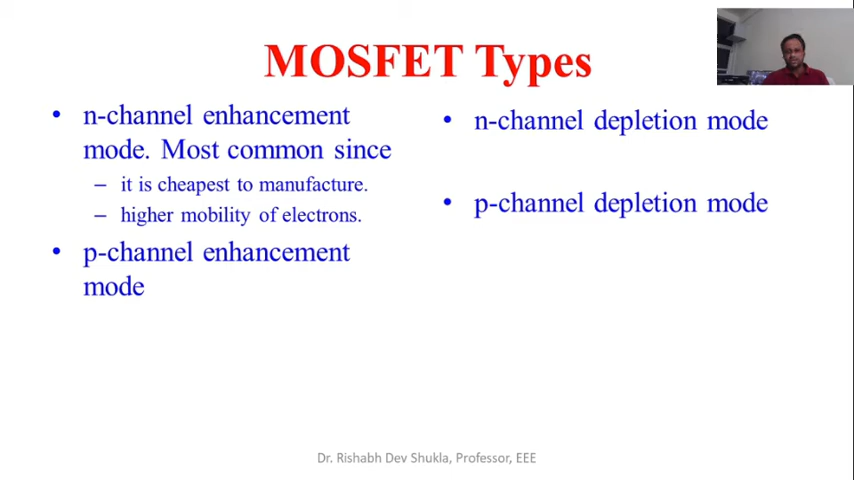 MOSFET Types
• n-channel enhancement
mode. Most common since
– it is cheapest to manufacture.
– higher mobility of electrons.
• p-channel enhancement
mode
• n-channel depletion mode
• p-channel depletion mode
Dr. Rishabh Dev Shukla, Professor, EEE